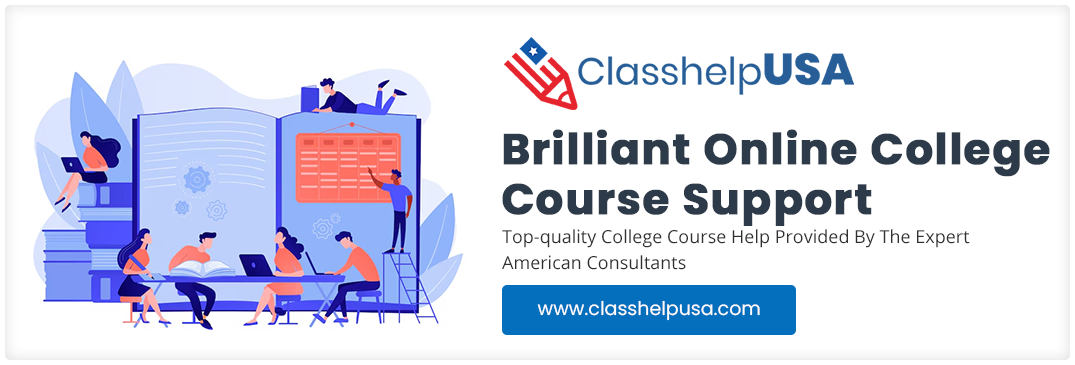 ClasshelpUSA
Brilliant Online College
Course Support
Top-quality College Course Help Provided By The Expert
American Consultants
www.classhelpusa.com